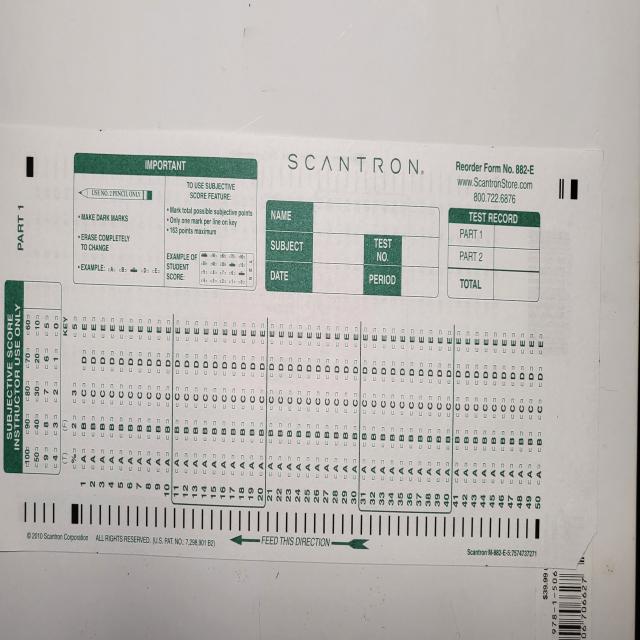 SCANTRON®
Reorder Form No. 882-E
www.ScantronStore.com
800.722.6876
IMPORTANT
USE NO. 2 PENCIL ONLY
• MAKE DARK MARKS
• ERASE COMPLETELY
TO CHANGE
• EXAMPLE: A B D E
TO USE SUBJECTIVE
SCORE FEATURE:
• Mark total possible subjective points
• Only one mark per line on key
• 163 points maximum
EXAMPLE OF
STUDENT
SCORE:
NAME
SUBJECT
TEST
NO.
DATE
PERIOD
TEST RECORD
PART 1
PART 2
TOTAL
PART 1
SUBJECTIVE SCORE
INSTRUCTOR USE ONLY
100 90 80 70 60
50 40 30 20 10
9 8 7 6 5
4 3 2 1 0
(T) (F) KEY
% 2 3 5
1 A B C D E
2 A B C D E
3 A B C D E
4 A B C D E
5 A B C D E
6 A B C D E
7 A B C D E
8 A B C D E
9 A B C D E
10 A B C D E
11 A B C D E
12 A B C D E
13 A B C D E
14 A B C D E
15 A B C D E
16 A B C D E
17 A B C D E
18 A B C D E
19 A B C D E
20 A B C D E
21 A B C D E
22 A B C D E
23 A B C D E
24 A B C D E
25 A B C D E
26 A B C D E
27 A B C D E
28 A B C D E
29 A B C D E
30 A B C D E
31 A B C D E
32 A B C D E
33 A B C D E
34 A B C D E
35 A B C D E
36 A B C D E
37 A B C D E
38 A B C D E
39 A B C D E
40 A B C D E
41 A B C D E
42 A B C D E
43 A B C D E
44 A B C D E
45 A B C D E
46 A B C D E
47 A B C D E
48 A B C D E
49 A B C D E
50 A B C D E
© 2010 Scantron Corporation ALL RIGHTS RESERVED. (U.S. PAT. NO.: 7,298,901 B2)
FEED THIS DIRECTION
Scantron M-882-E-5:7574737271
$39.99
978-1-506
06706627